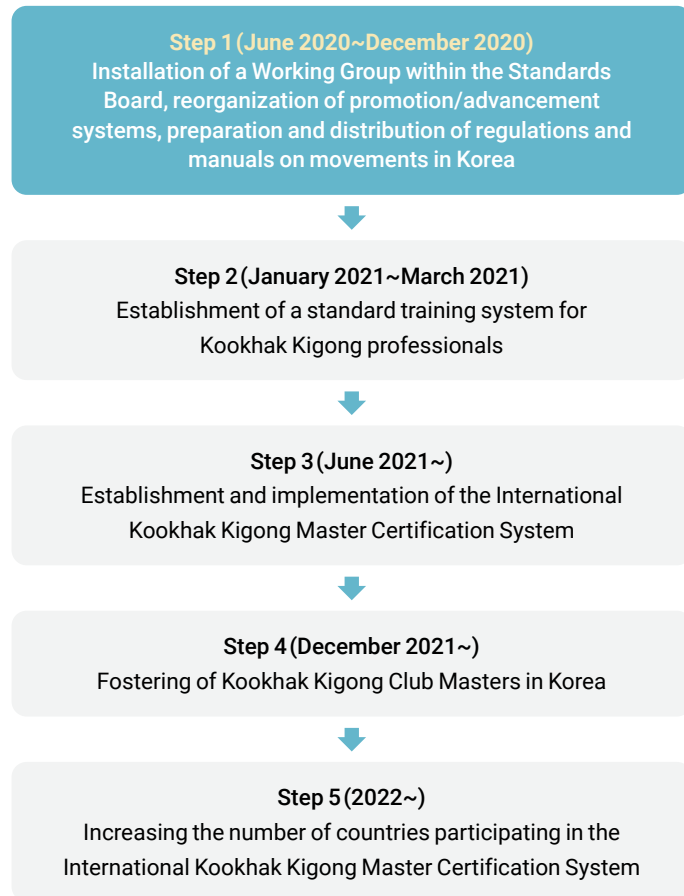 Step 1 (June 2020~December 2020)
Installation of a Working Group within the Standards
Board, reorganization of promotion/advancement
systems, preparation and distribution of regulations and
manuals on movements in Korea
Step 2 (January 2021~March 2021)
Establishment of a standard training system for
Kookhak Kigong professionals
Step 3 (June 2021~)
Establishment and implementation of the International
Kookhak Kigong Master Certification System
Step 4 (December 2021~)
Fostering of Kookhak Kigong Club Masters in Korea
Step 5 (2022~)
Increasing the number of countries participating in the
International Kookhak Kigong Master Certification System